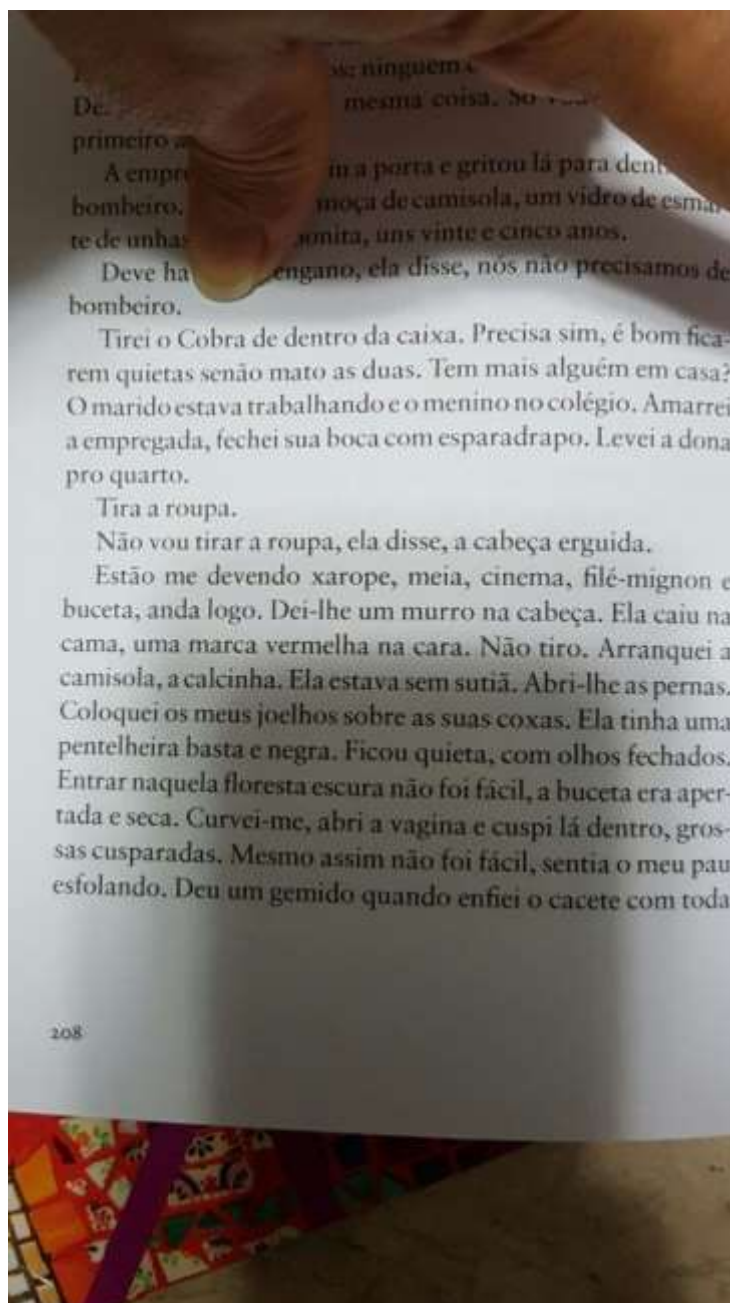 ninguém
mesma coisa. Só
primeiro
A a porta e gritou lá para
bombeiro. moça de camisola, um vidro de esmal-
te de unhas uns vinte e cinco anos.
Deve engano, ela disse, nós não precisamos de
bombeiro.
Tirei o Cobra de dentro da caixa. Precisa sim, é bom fica-
rem quietas senão mato as duas. Tem mais alguém em casa?
O marido estava trabalhando e o menino no colégio. Amarrei
a empregada, fechei sua boca com esparadrapo. Levei a dona
pro quarto.
Tira a roupa.
Não vou tirar a roupa, ela disse, a cabeça erguida.
Estão me devendo xarope, meia, cinema, filé-mignon e
buceta, anda logo. Dei-lhe um murro na cabeça. Ela caiu na
cama, uma marca vermelha na cara. Não tiro. Arranquei a
camisola, a calcinha. Ela estava sem sutiã. Abri-lhe as pernas.
Coloquei os meus joelhos sobre as suas coxas. Ela tinha uma
pentelheira basta e negra. Ficou quieta, com olhos fechados.
Entrar naquela floresta escura não foi fácil, a buceta era aper-
tada e seca. Curvei-me, abri a vagina e cuspi lá dentro, gros-
sas cusparadas. Mesmo assim não foi fácil, sentia o meu pau
esfolando. Deu um gemido quando enfiei o cacete com toda
208